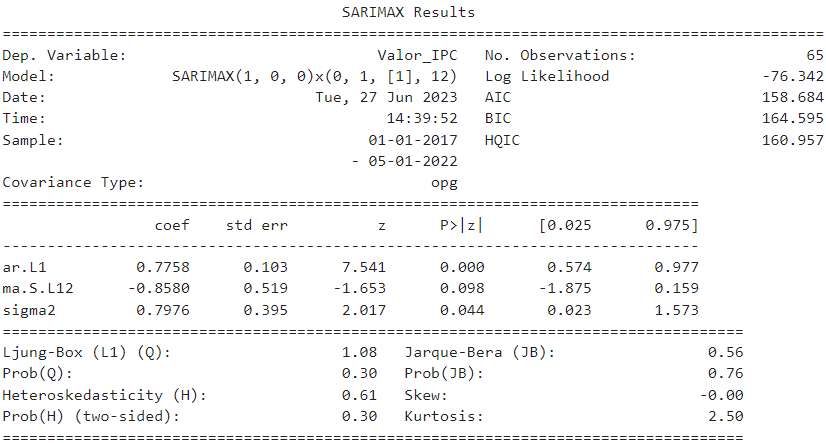 SARIMAX Results
==============================================================================================
Dep. Variable:                         Valor_IPC   No. Observations:                   65
Model:             SARIMAX(1, 0, 0)x(0, 1, [1], 12)   Log Likelihood                 -76.342
Date:                           Tue, 27 Jun 2023   AIC                            158.684
Time:                                   14:39:52   BIC                            164.595
Sample:                               01-01-2017   HQIC                           160.957
- 05-01-2022
Covariance Type:                             opg
==============================================================================
coef    std err          z      P>|z|      [0.025      0.975]
------------------------------------------------------------------------------
ar.L1          0.7758      0.103      7.541      0.000       0.574       0.977
ma.S.L12      -0.8580      0.519     -1.653      0.098      -1.875       0.159
sigma2         0.7976      0.395      2.017      0.044       0.023       1.573
===================================================================================
Ljung-Box (L1) (Q):                   1.08   Jarque-Bera (JB):                 0.56
Prob(Q):                              0.30   Prob(JB):                         0.76
Heteroskedasticity (H):               0.61   Skew:                            -0.00
Prob(H) (two-sided):                  0.30   Kurtosis:                         2.50
===================================================================================